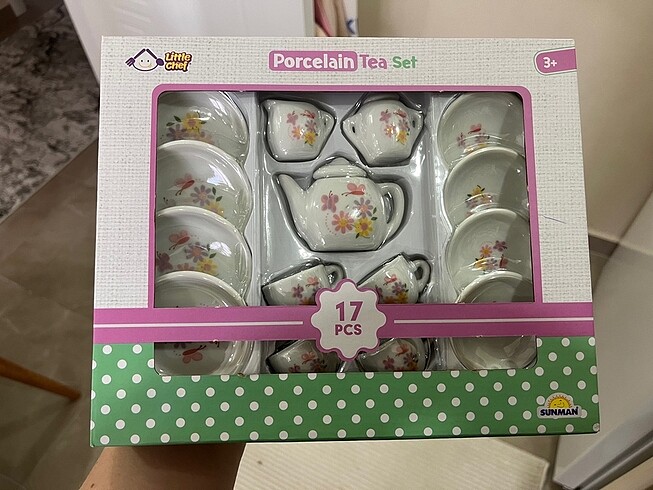 Little
Chef
Porcelain Tea Set
3+
17
PCS
SUNMAN